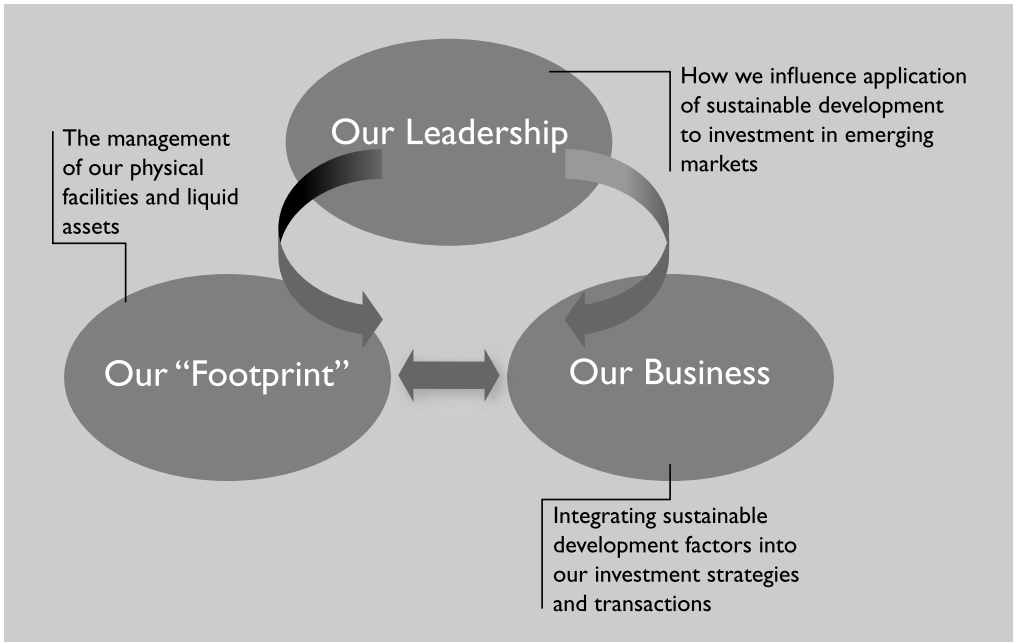 Our Leadership
How we influence application
of sustainable development
to investment in emerging
markets
The management
of our physical
facilities and liquid
assets
Our “Footprint”
Our Business
Integrating sustainable
development factors into
our investment strategies
and transactions